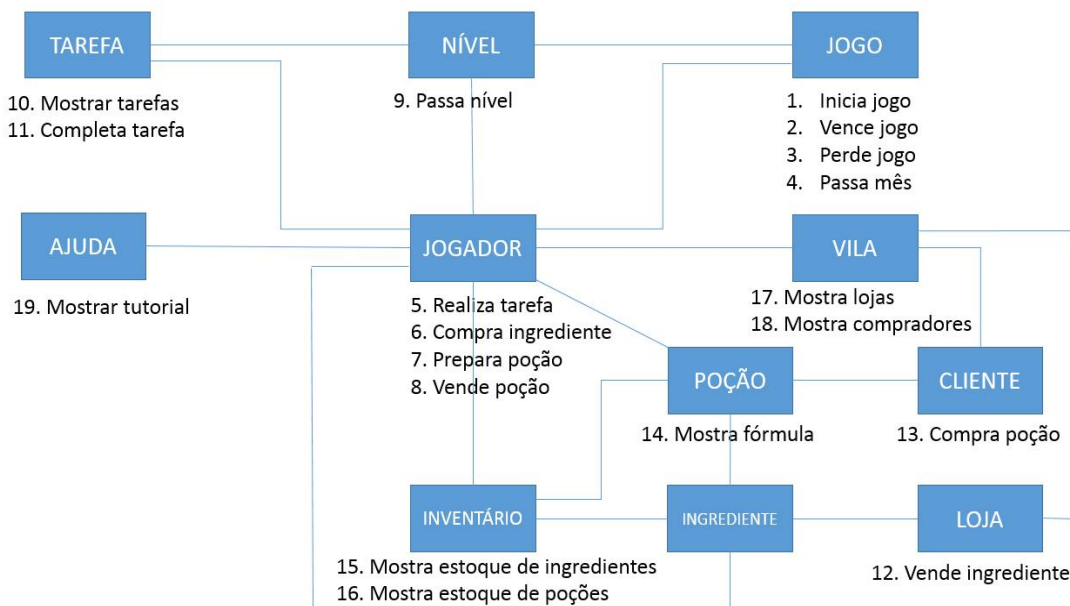 TAREFA
NÍVEL
JOGO
10. Mostrar tarefas
11. Completa tarefa
9. Passa nível
1. Inicia jogo
2. Vence jogo
3. Perde jogo
4. Passa mês
AJUDA
JOGADOR
VILA
19. Mostrar tutorial
5. Realiza tarefa
6. Compra ingrediente
7. Prepara poção
8. Vende poção
17. Mostra lojas
18. Mostra compradores
POÇÃO
CLIENTE
14. Mostra fórmula
13. Compra poção
INVENTÁRIO
INGREDIENTE
LOJA
15. Mostra estoque de ingredientes
16. Mostra estoque de poções
12. Vende ingrediente